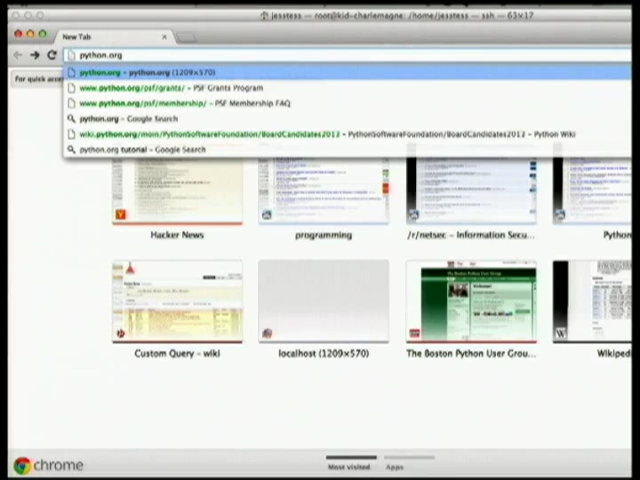 jesstess — root@kid-charlemagne: /home/jesstess — ssh — 63×17
New Tab
python.org
python.org – python.org (1209×570)
For quick acces
www.python.org/psf/grants/ – PSF Grants Program
www.python.org/psf/membership/ – PSF Membership FAQ
python.org – Google Search
wiki.python.org/moin/PythonSoftwareFoundation/BoardCandidates2013 – PythonSoftwareFoundation/BoardCandidates2013 – Python Wiki
python.org tutorial – Google Search
Hacker News
programming
/r/netsec – Information Secu...
Python
Custom Query – wiki
localhost (1209×570)
The Boston Python User Grou...
Wikiped
chrome
Most visited
Apps